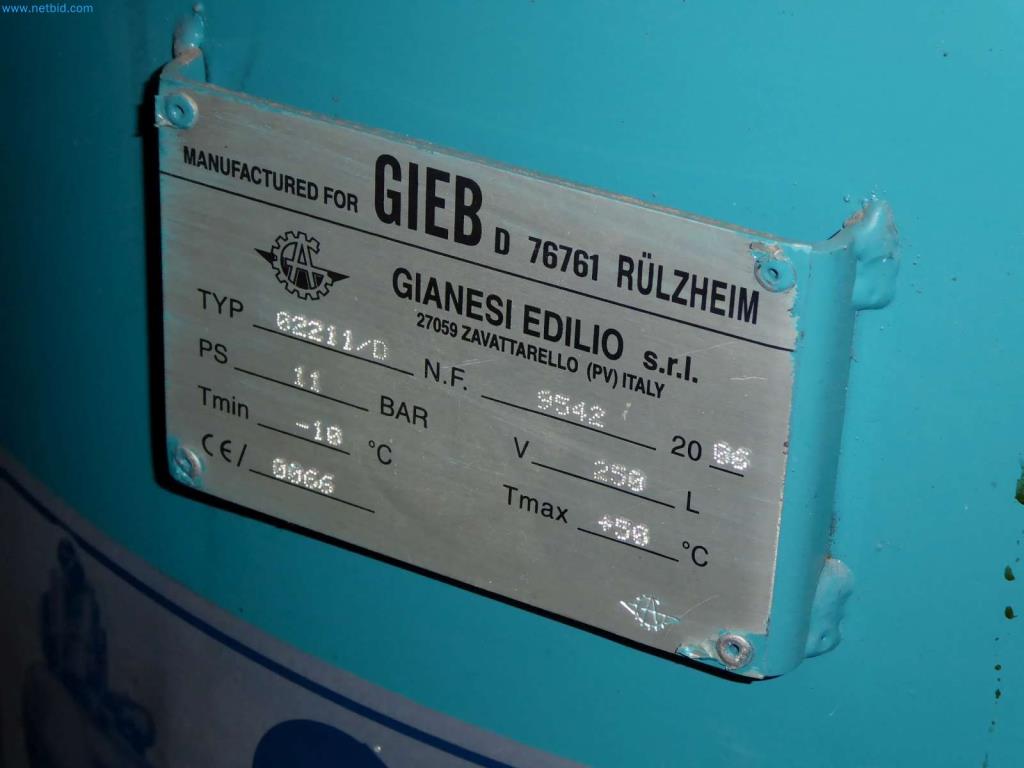 www.netbid.com
MANUFACTURED FOR GIEB D 76761 RÜLZHEIM
GIANESI EDILIO s.r.l.
27059 ZAVATTARELLO (PV) ITALY
TYP 02211/D N.F. 9542 / 20 06
PS 11 BAR V 250 L
Tmin -10 °C Tmax +50 °C
CE/ 0086